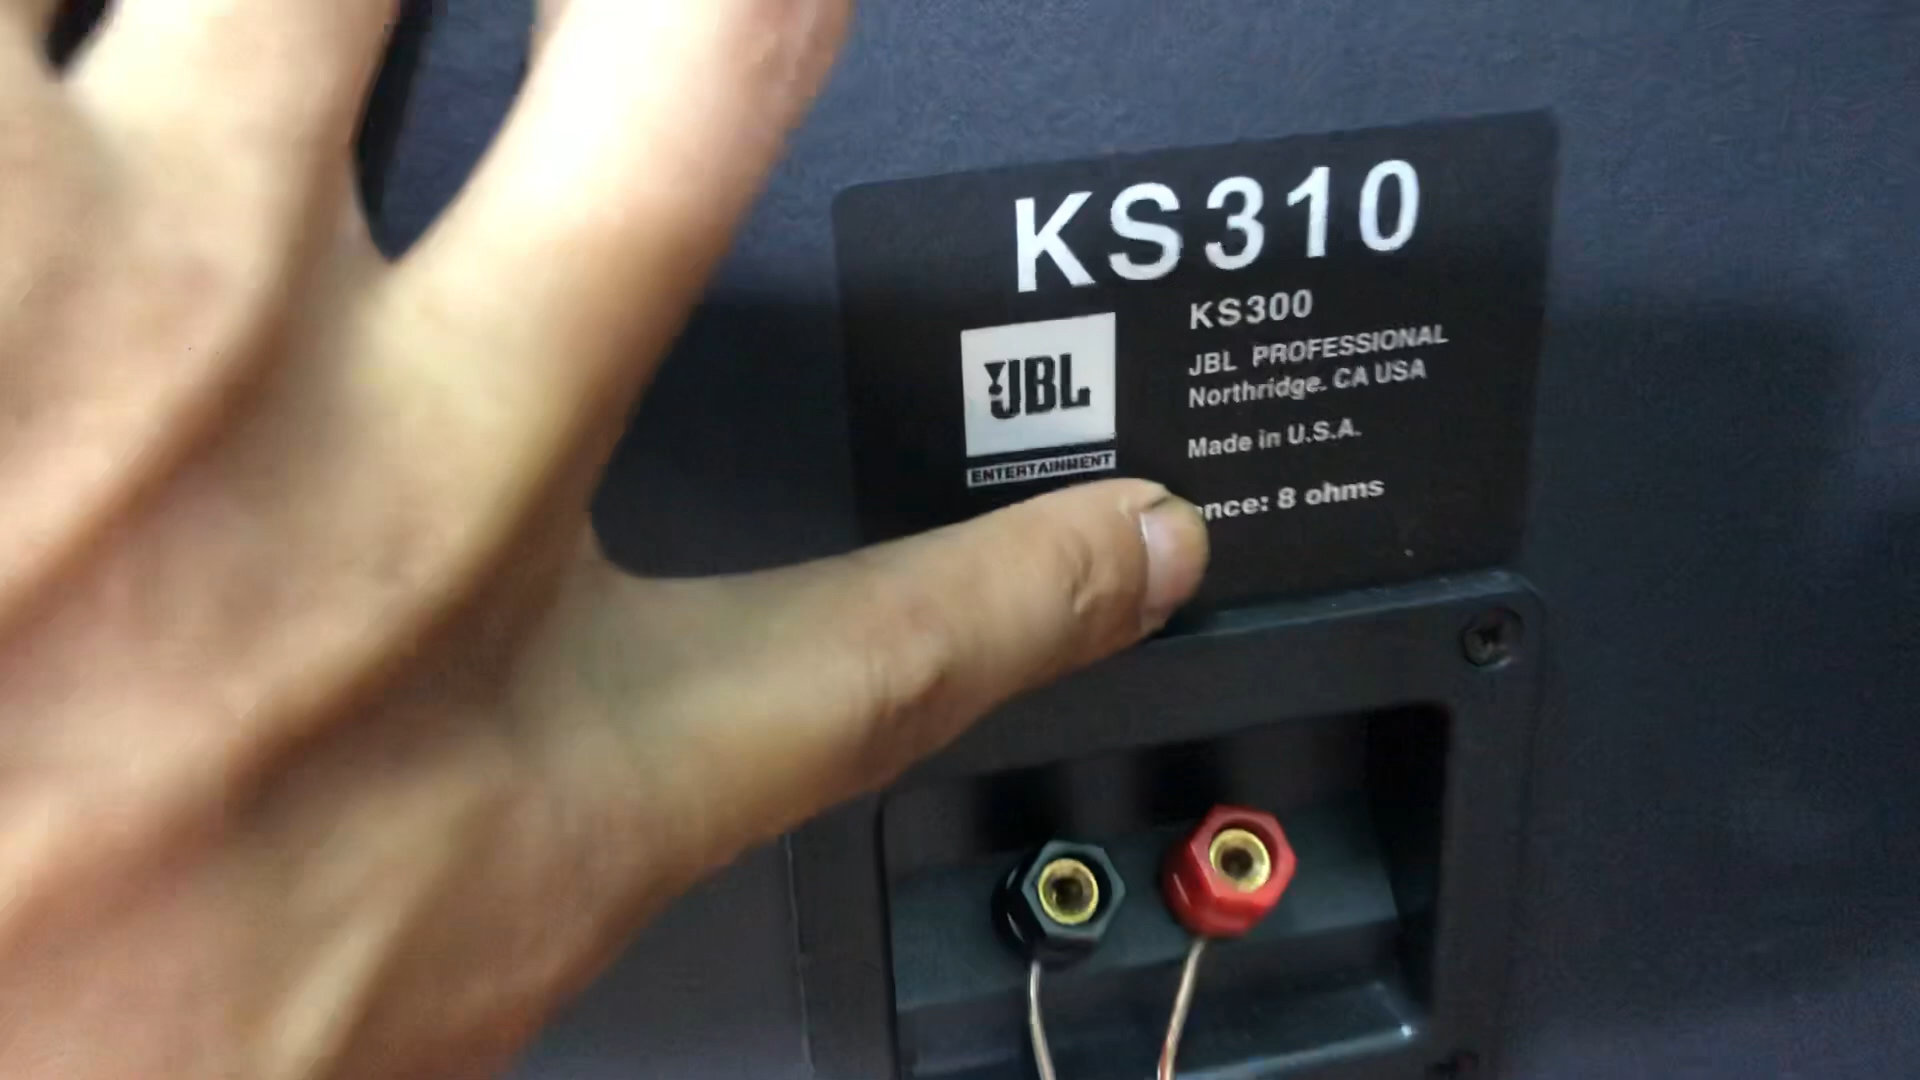 KS310
KS300
JBL PROFESSIONAL
Northridge. CA USA
Made in U.S.A.
JBL
ENTERTAINMENT
nce: 8 ohms